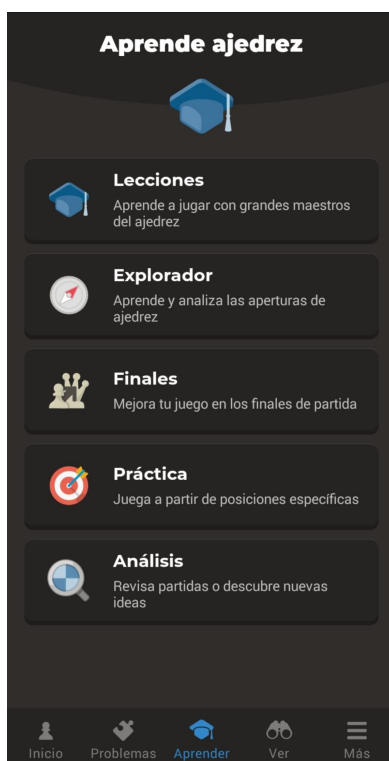 Aprende ajedrez
Lecciones
Aprende a jugar con grandes maestros
del ajedrez
Explorador
Aprende y analiza las aperturas de
ajedrez
Finales
Mejora tu juego en los finales de partida
Práctica
Juega a partir de posiciones específicas
Análisis
Revisa partidas o descubre nuevas
ideas
Inicio Problemas Aprender Ver Más